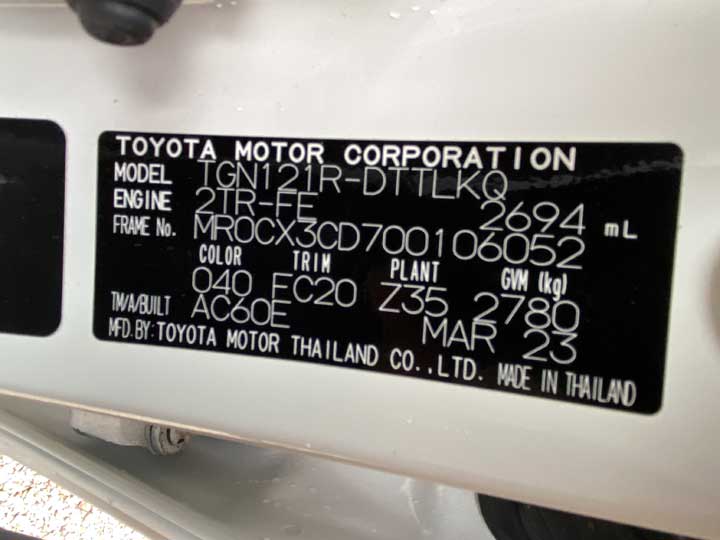 TOYOTA MOTOR CORPORATION
MODEL TGN121R-DTTLKQ
ENGINE 2TR-FE 2694 mL
FRAME No. MR0CX3CD700106052
COLOR TRIM PLANT GVM (kg)
040 FC20 Z35 2780
TM/A/BUILT AC60E MAR 23
MFD.BY:TOYOTA MOTOR THAILAND CO.,LTD. MADE IN THAILAND